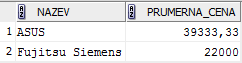 NAZEV PRUMERNA_CENA
1 ASUS 39333,33
2 Fujitsu Siemens 22000